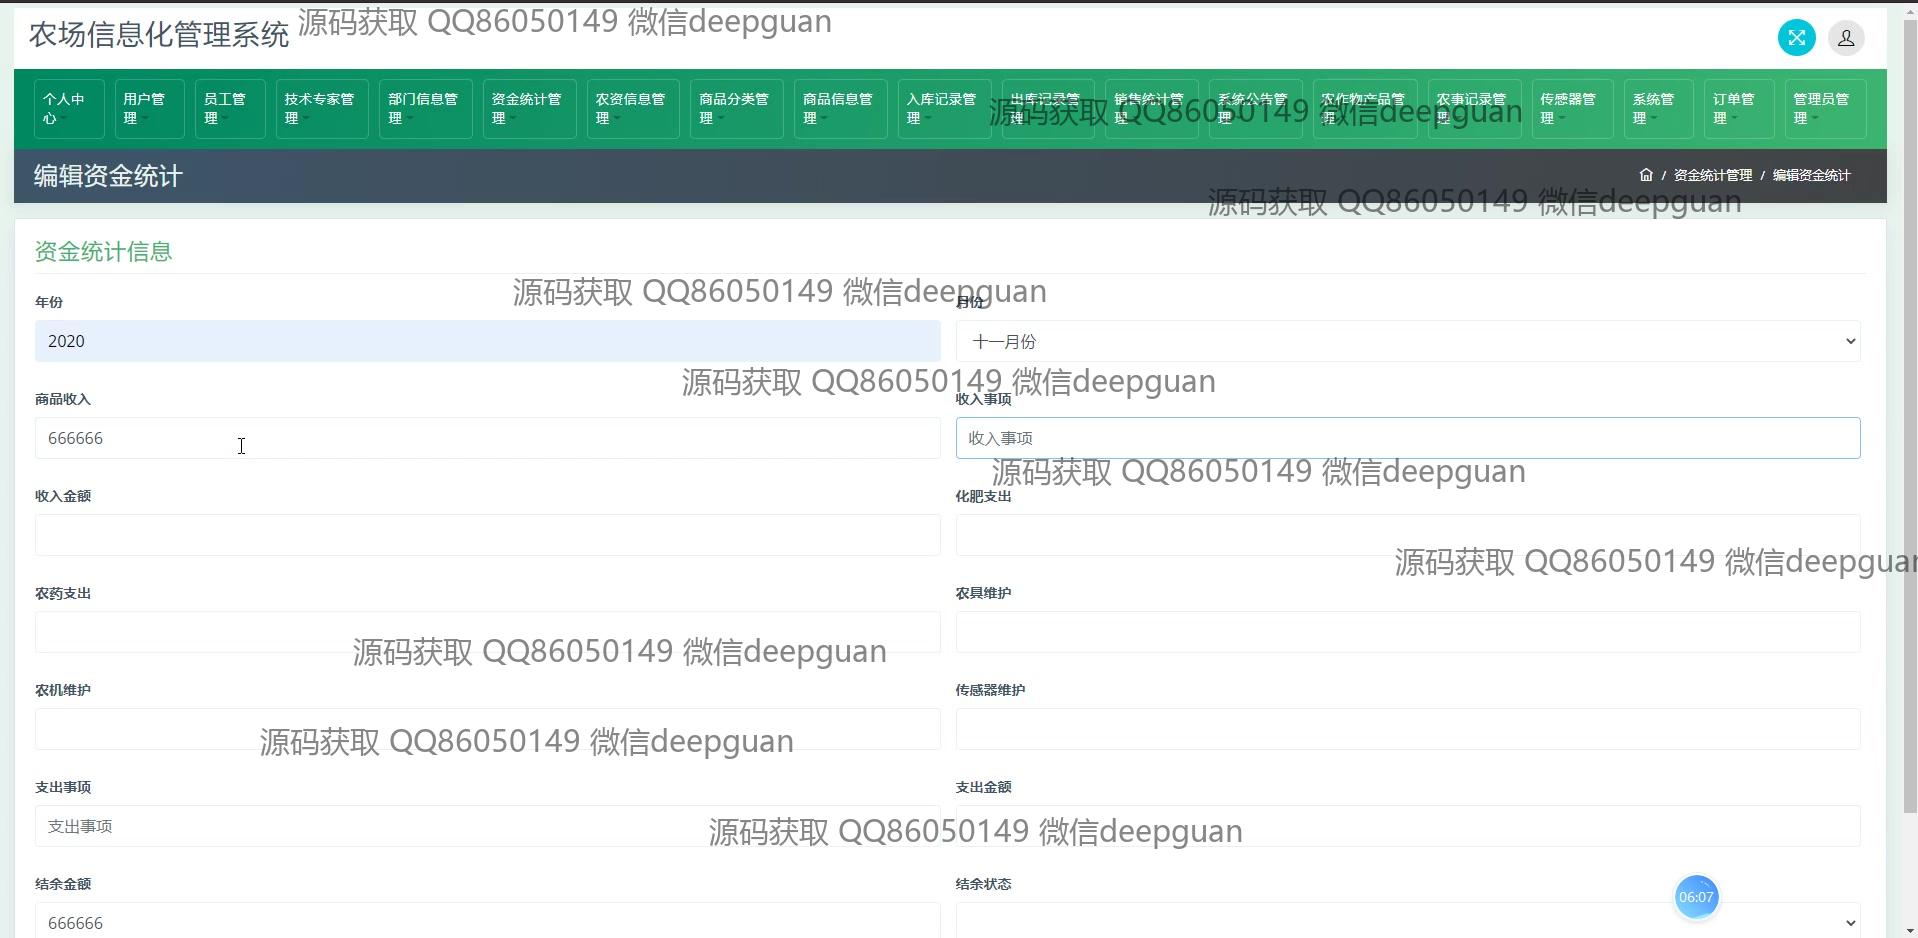 农场信息化管理系统
源码获取 QQ86050149 微信deepguan
个人中心
用户管理
员工管理
技术专家管理
部门信息管理
资金统计管理
农资信息管理
商品分类管理
商品信息管理
入库记录管理
出库记录管理
销售统计管理
系统公告管理
农作物产品管理
农事记录管理
传感器管理
系统管理
订单管理
管理员管理
源码获取 QQ86050149 微信deepguan
编辑资金统计
/ 资金统计管理 / 编辑资金统计
源码获取 QQ86050149 微信deepguan
资金统计信息
源码获取 QQ86050149 微信deepguan
年份
月份
2020
十一月份
源码获取 QQ86050149 微信deepguan
商品收入
收入事项
666666
收入事项
源码获取 QQ86050149 微信deepguan
收入金额
化肥支出
源码获取 QQ86050149 微信deepguan
农药支出
农具维护
源码获取 QQ86050149 微信deepguan
农机维护
传感器维护
源码获取 QQ86050149 微信deepguan
支出事项
支出金额
支出事项
源码获取 QQ86050149 微信deepguan
结余金额
结余状态
06:07
666666